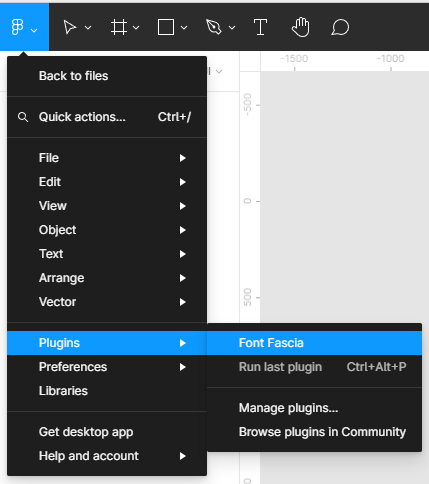 T
-1500
-1000
Back to files
Quick actions... Ctrl+/
-500
File
Edit
View
0
Object
Text
Arrange
Vector
500
Plugins
Font Fascia
Preferences
Run last plugin Ctrl+Alt+P
Libraries
Manage plugins...
Get desktop app
Browse plugins in Community
Help and account